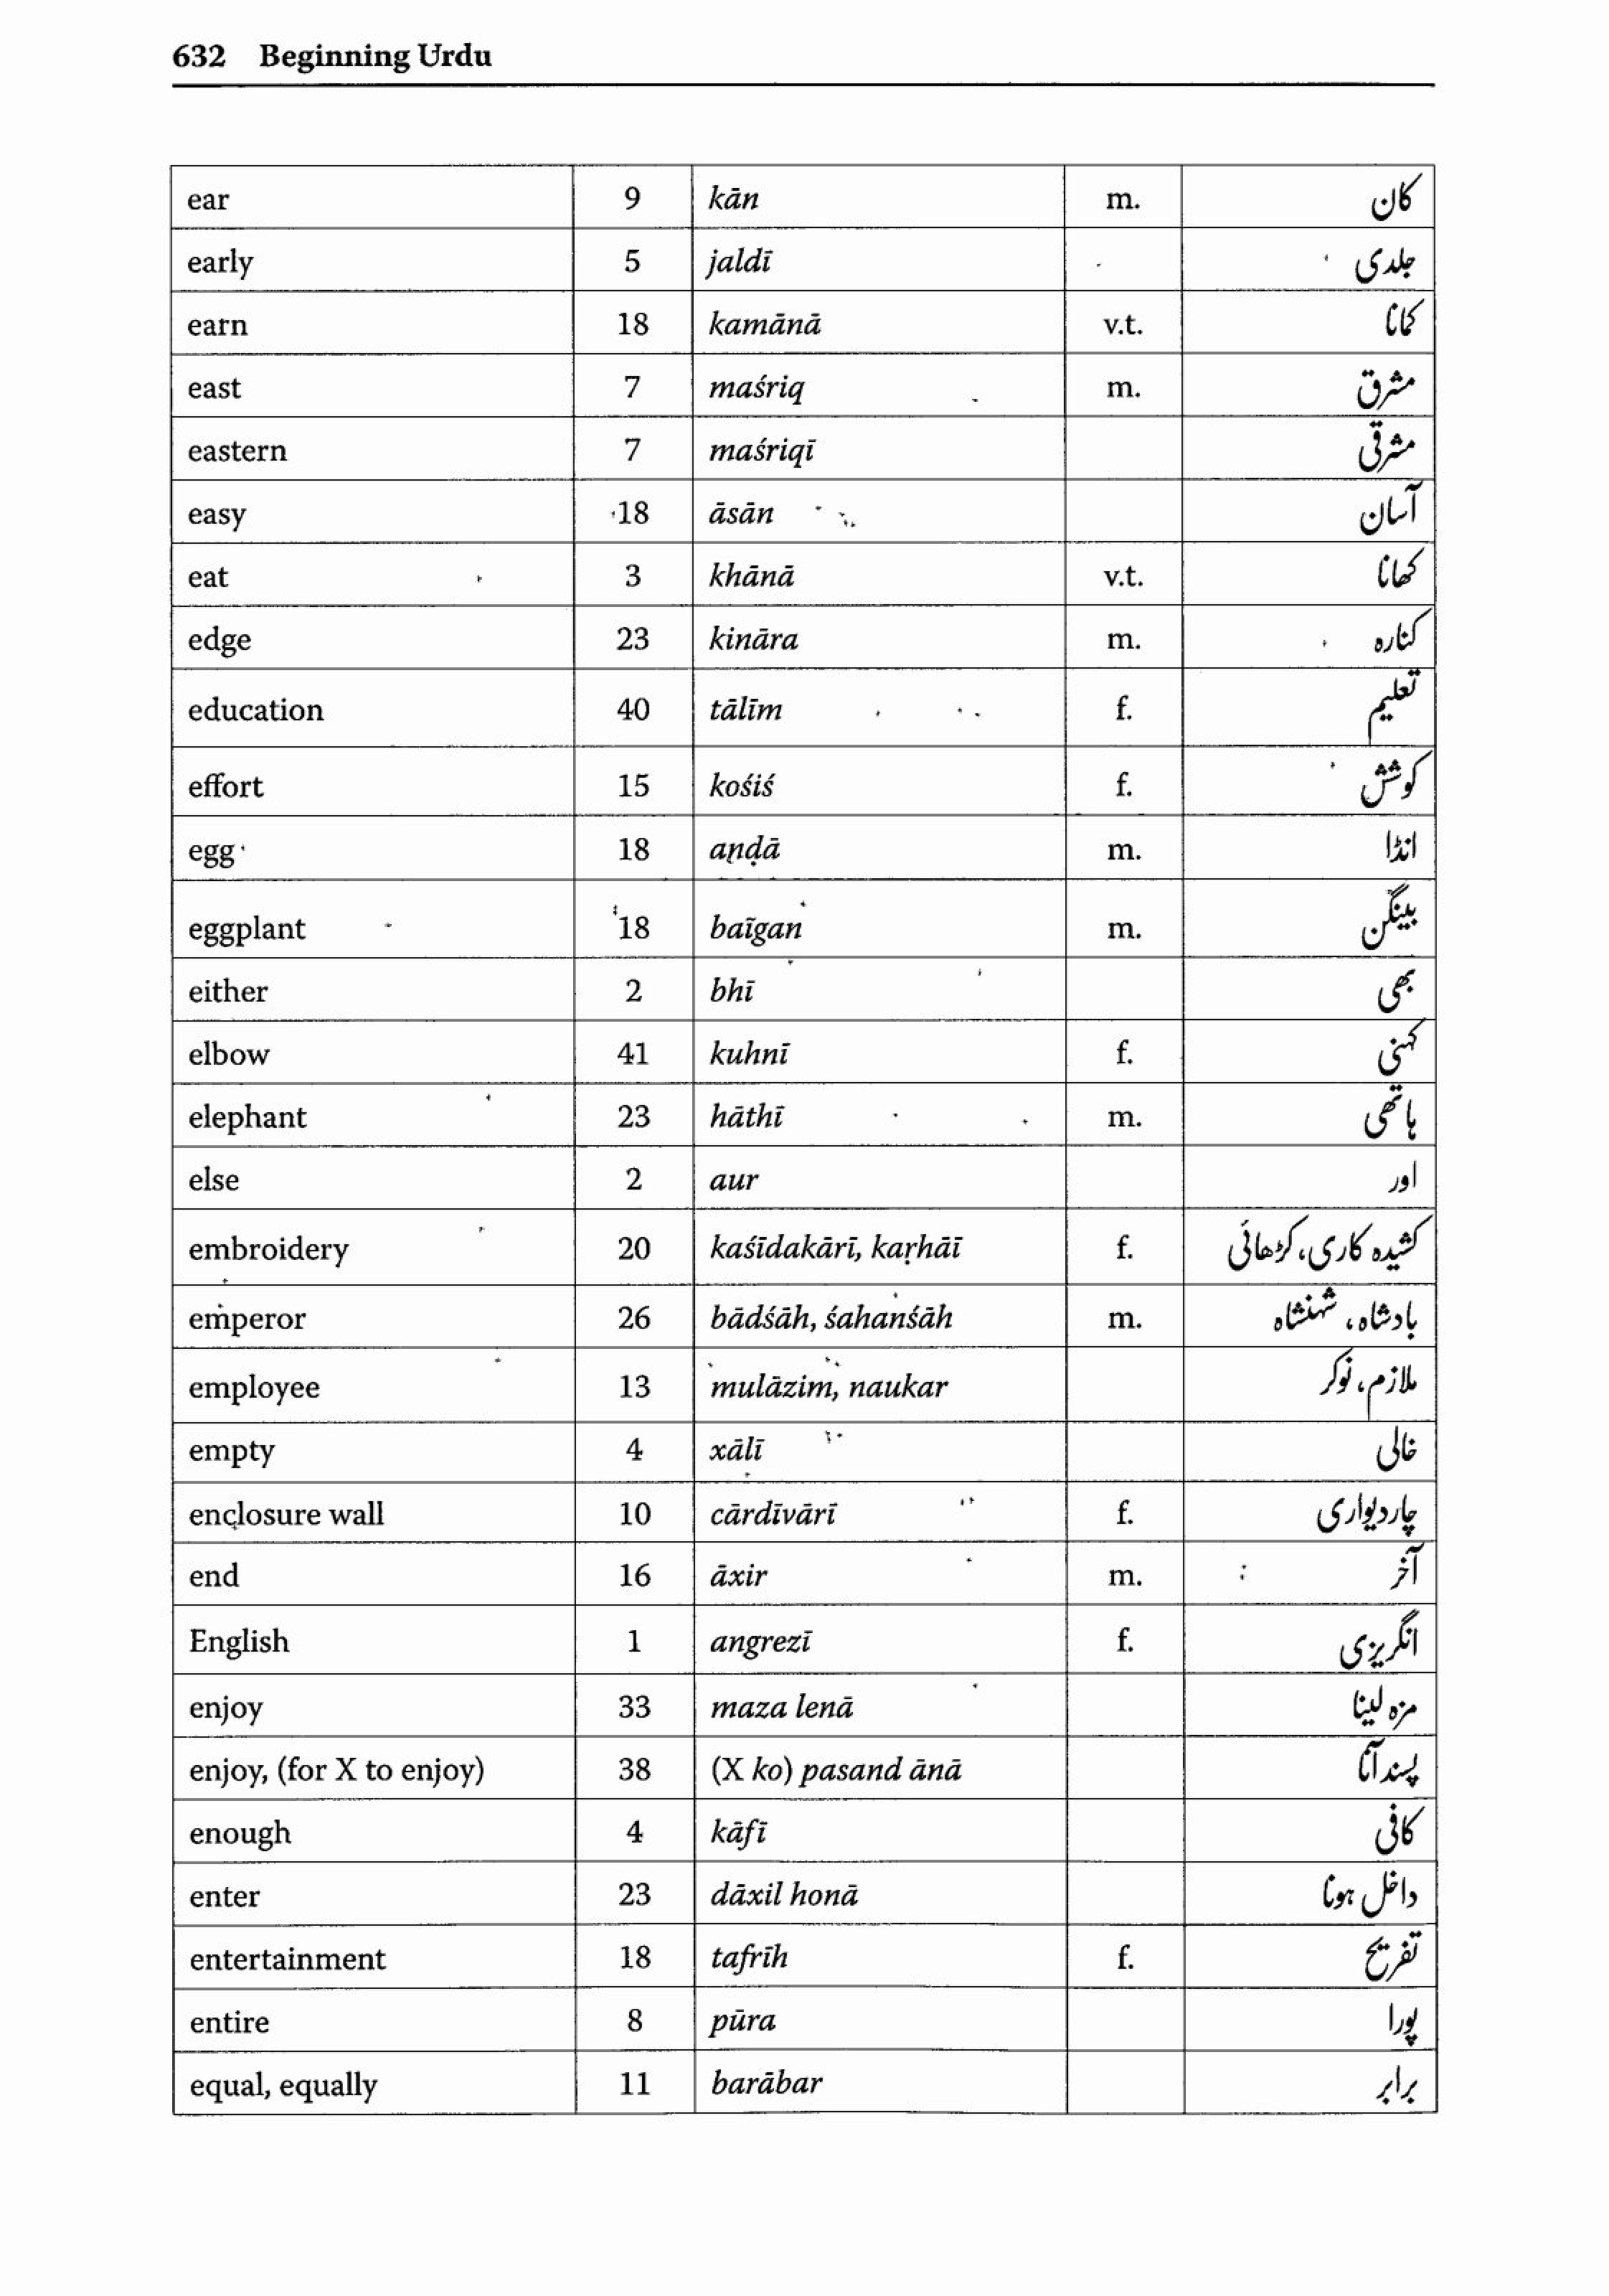 632 Beginning Urdu
ear 9 kān m. کان
early 5 jaldī جلدی
earn 18 kamānā v.t. کمانا
east 7 maśriq m. مشرق
eastern 7 maśriqī مشرقی
easy 18 āsān آسان
eat 3 khānā v.t. کھانا
edge 23 kināra m. کنارہ
education 40 tālīm f. تعلیم
effort 15 kośiś f. کوشش
egg 18 aṇḍā m. انڈا
eggplant 18 baĩgan m. بینگن
either 2 bhī بھی
elbow 41 kuhnī f. کہنی
elephant 23 hāthī m. ہاتھی
else 2 aur اور
embroidery 20 kaśīdakārī, kaṛhāī f. کشیدہ کاری، کڑھائی
emperor 26 bādśāh, śahanśāh m. بادشاہ، شہنشاہ
employee 13 mulāzim, naukar ملازم، نوکر
empty 4 xālī خالی
enclosure wall 10 cārdīvārī f. چاردیواری
end 16 āxir m. آخر
English 1 angrezī f. انگریزی
enjoy 33 maza lenā مزہ لینا
enjoy, (for X to enjoy) 38 (X ko) pasand ānā پسند آنا
enough 4 kāfī کافی
enter 23 dāxil honā داخل ہونا
entertainment 18 tafrīh f. تفریح
entire 8 pūra پورا
equal, equally 11 barābar برابر